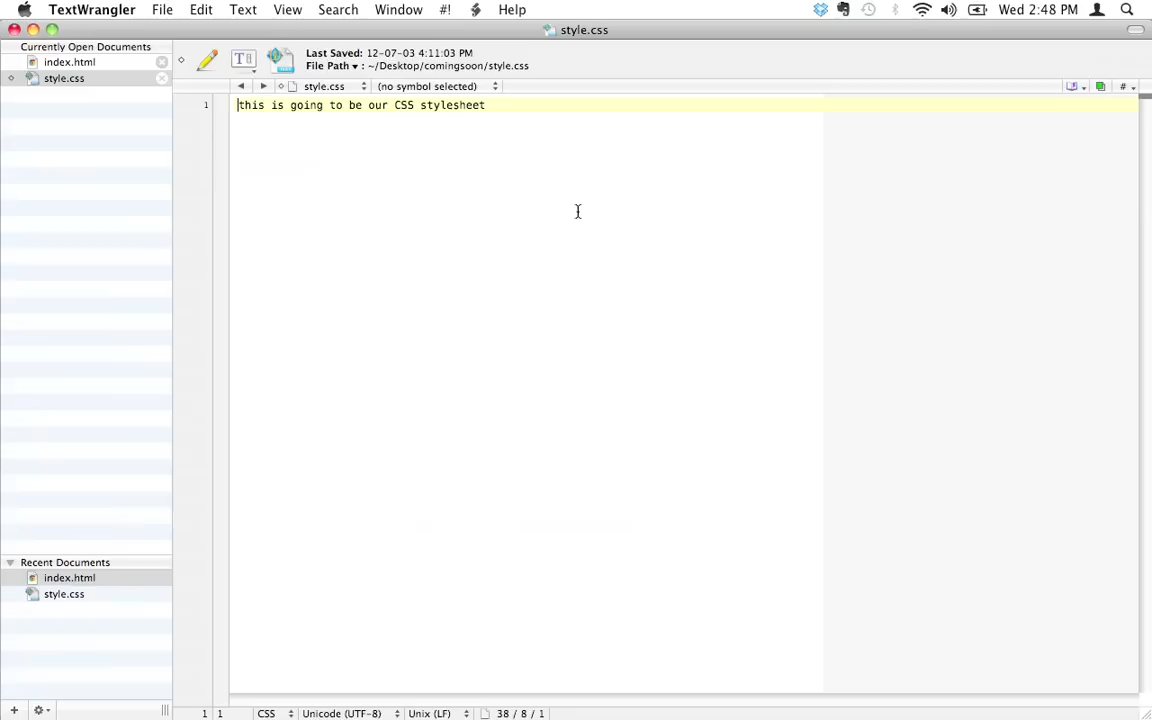 TextWrangler File Edit Text View Search Window #! Help Wed 2:48 PM
style.css
Currently Open Documents
index.html
style.css
Last Saved: 12-07-03 4:11:03 PM
File Path ▾ : ~/Desktop/comingsoon/style.css
style.css (no symbol selected) #
1 this is going to be our CSS stylesheet
Recent Documents
index.html
style.css
1 1 CSS Unicode (UTF-8) Unix (LF) 38 / 8 / 1